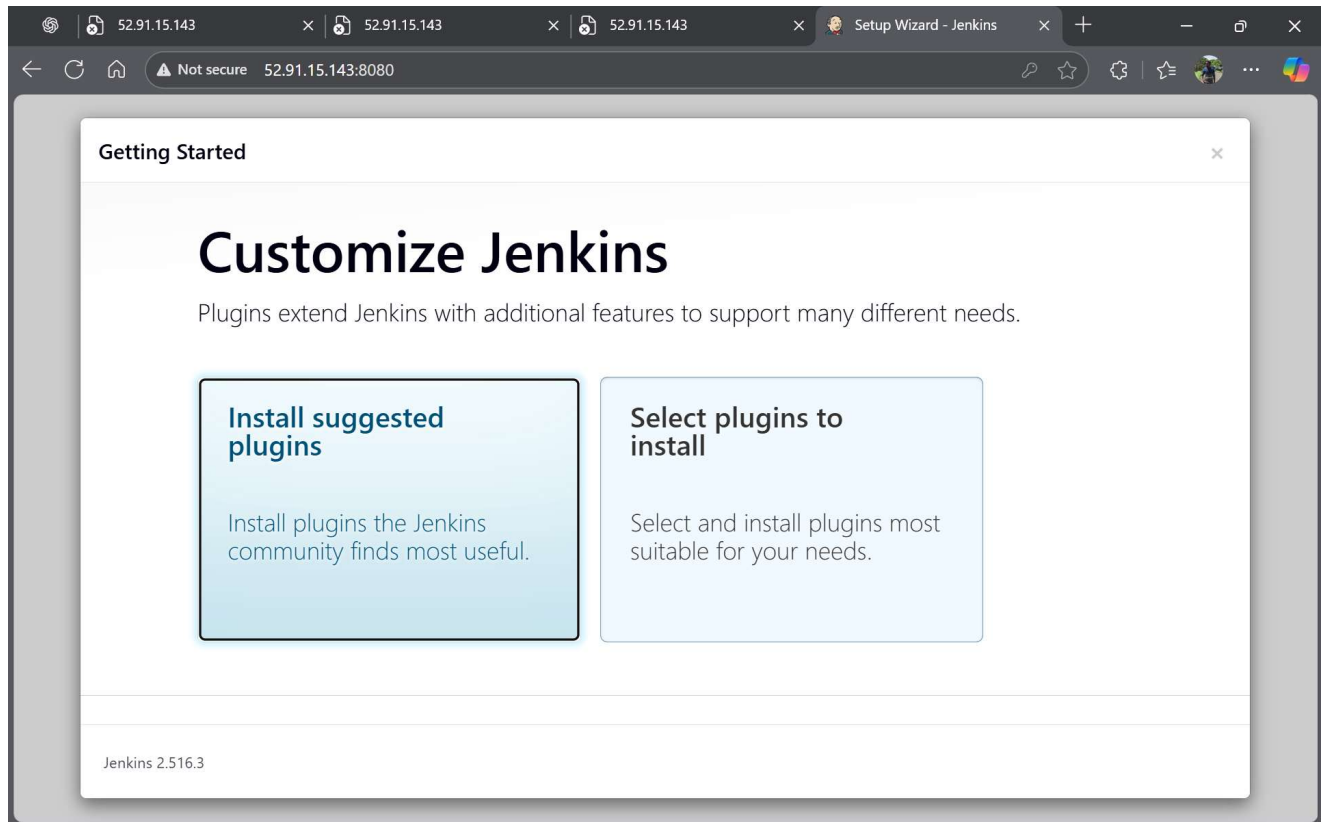 52.91.15.143
52.91.15.143
52.91.15.143
Setup Wizard - Jenkins
Not secure 52.91.15.143:8080
Getting Started
Customize Jenkins
Plugins extend Jenkins with additional features to support many different needs.
Install suggested
plugins
Install plugins the Jenkins
community finds most useful.
Select plugins to
install
Select and install plugins most
suitable for your needs.
Jenkins 2.516.3